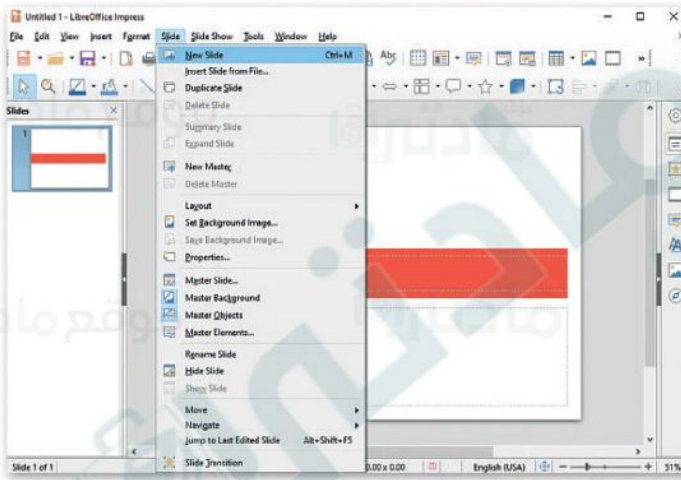 Untitled 1 - LibreOffice Impress
File Edit View Insert Format Slide Slide Show Tools Window Help
Slides
1
New Slide Ctrl+M
Insert Slide from File...
Duplicate Slide
Delete Slide
Summary Slide
Expand Slide
New Master
Delete Master
Layout
Set Background Image...
Save Background Image...
Properties...
Master Slide...
Master Background
Master Objects
Master Elements...
Rename Slide
Hide Slide
Show Slide
Move
Navigate
Jump to Last Edited Slide Alt+Shift+F5
Slide Transition
Slide 1 of 1 0.00 x 0.00 English (USA) 51%